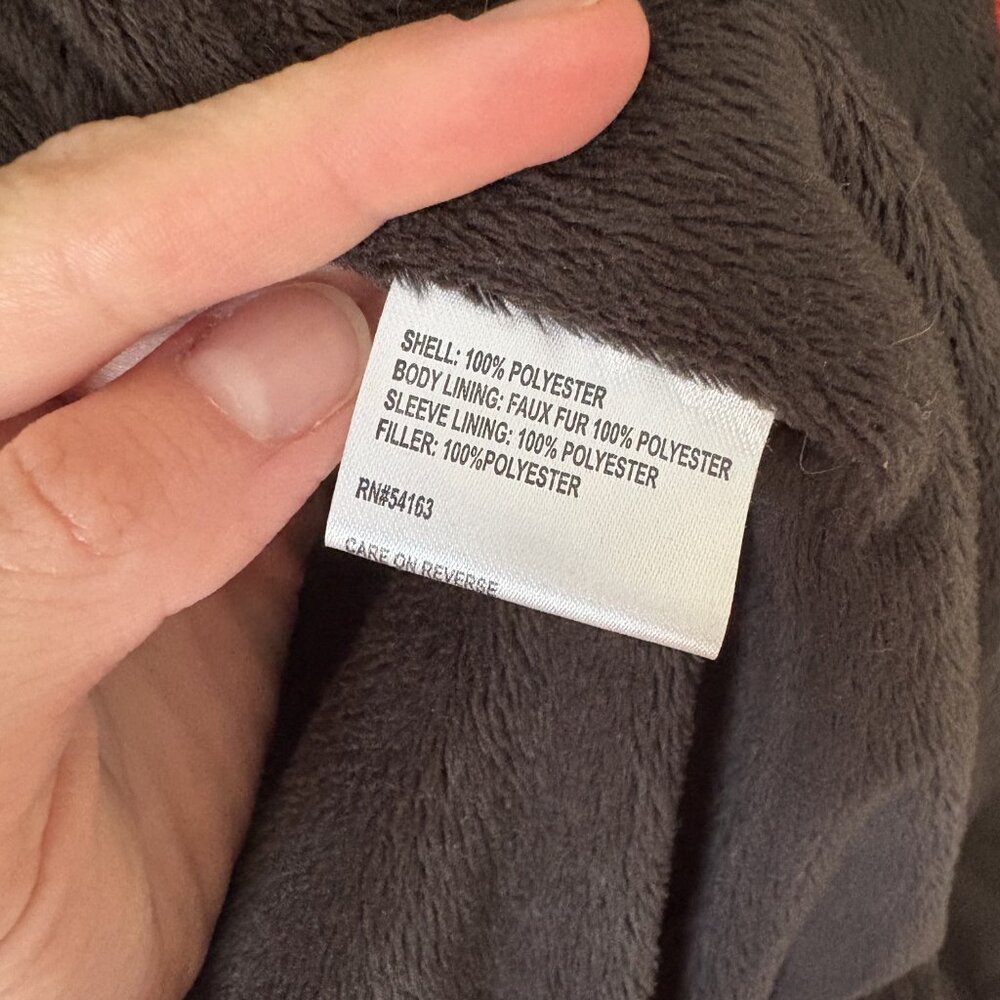 SHELL: 100% POLYESTER
BODY LINING: FAUX FUR 100% POLYESTER
SLEEVE LINING: 100% POLYESTER
FILLER: 100%POLYESTER
RN#54163
CARE ON REVERSE